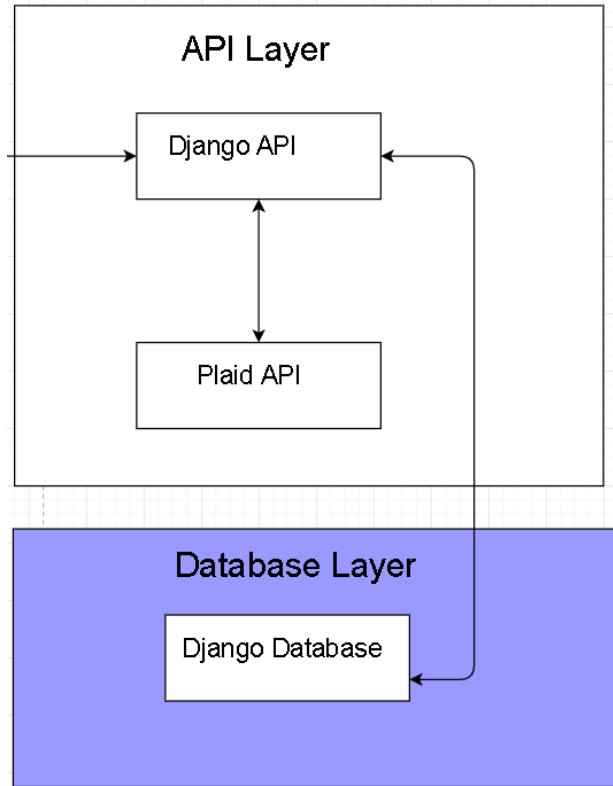 API Layer
Django API
Plaid API
Database Layer
Django Database